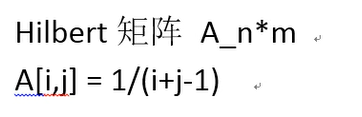 Hilbert 矩阵 A_n*m
A[i,j] = 1/(i+j-1)